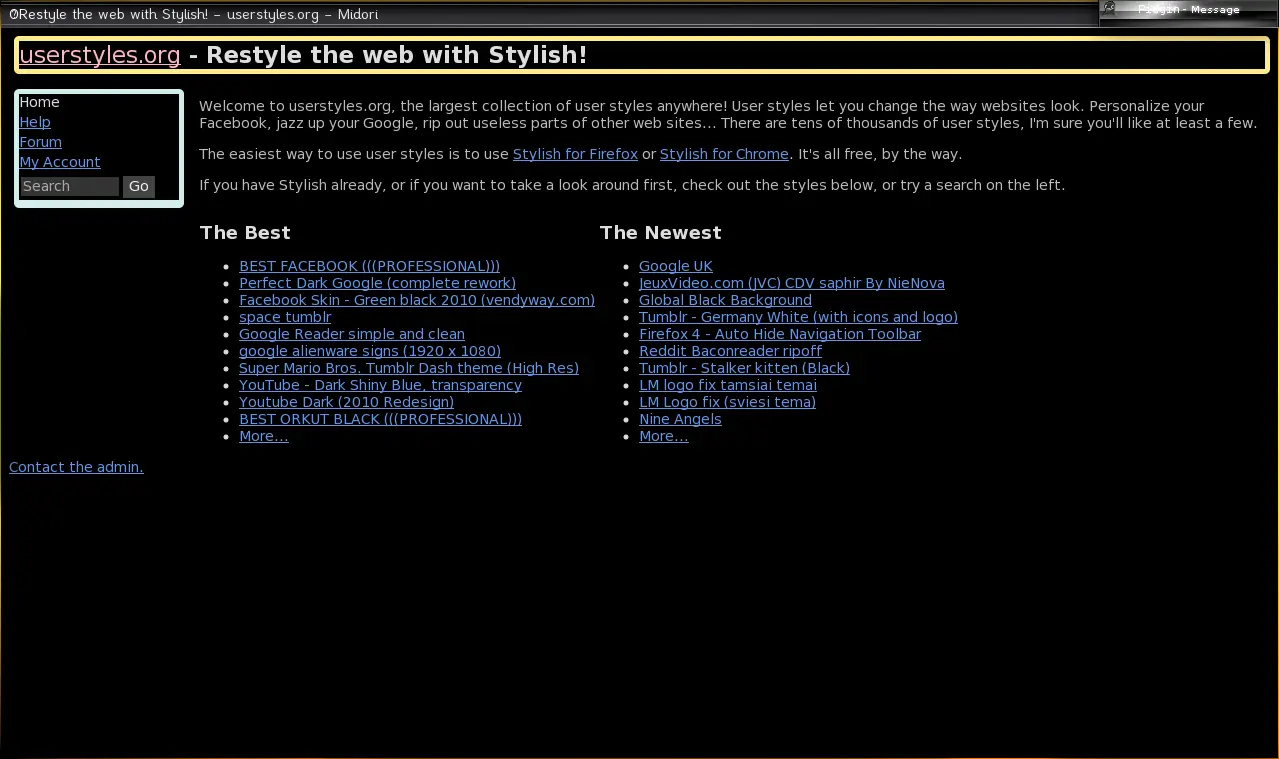 Restyle the web with Stylish! – userstyles.org – Midori
Plugin - Message
userstyles.org - Restyle the web with Stylish!
Home
Help
Forum
My Account
Search Go
Welcome to userstyles.org, the largest collection of user styles anywhere! User styles let you change the way websites look. Personalize your
Facebook, jazz up your Google, rip out useless parts of other web sites... There are tens of thousands of user styles, I'm sure you'll like at least a few.
The easiest way to use user styles is to use Stylish for Firefox or Stylish for Chrome. It's all free, by the way.
If you have Stylish already, or if you want to take a look around first, check out the styles below, or try a search on the left.
The Best
BEST FACEBOOK (((PROFESSIONAL)))
Perfect Dark Google (complete rework)
Facebook Skin - Green black 2010 (vendyway.com)
space tumblr
Google Reader simple and clean
google alienware signs (1920 x 1080)
Super Mario Bros. Tumblr Dash theme (High Res)
YouTube - Dark Shiny Blue, transparency
Youtube Dark (2010 Redesign)
BEST ORKUT BLACK (((PROFESSIONAL)))
More...
The Newest
Google UK
JeuxVideo.com (JVC) CDV saphir By NieNova
Global Black Background
Tumblr - Germany White (with icons and logo)
Firefox 4 - Auto Hide Navigation Toolbar
Reddit Baconreader ripoff
Tumblr - Stalker kitten (Black)
LM logo fix tamsiai temai
LM Logo fix (sviesi tema)
Nine Angels
More...
Contact the admin.